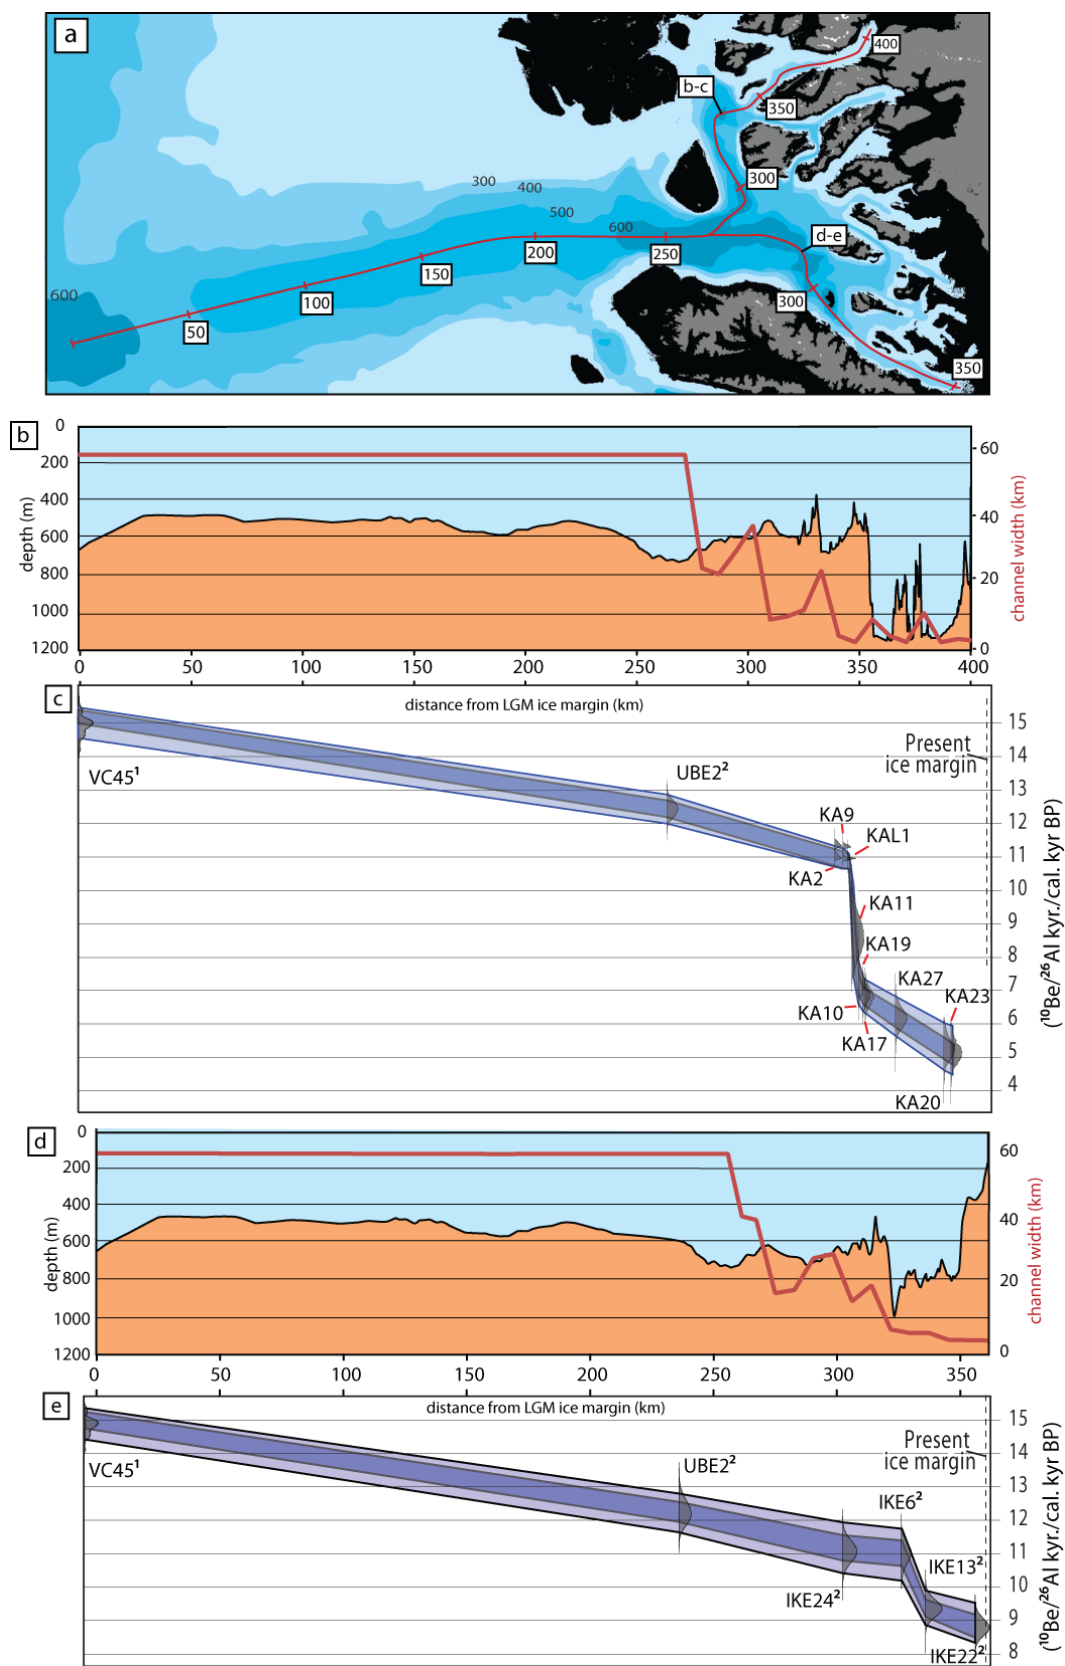 a
b-c
400
350
300
300
400
500
600
d-e
600
250
200
150
100
50
300
350
b
0
200
400
600
800
1000
1200
depth (m)
60
40
20
0
channel width (km)
0
50
100
150
200
250
300
350
400
c
distance from LGM ice margin (km)
VC45¹
UBE2²
KA9
KAL1
KA2
KA11
KA19
KA27
KA23
KA10
KA17
KA20
Present
ice margin
15
14
13
12
11
10
9
8
7
6
5
4
(¹⁰Be/²⁶Al kyr./cal. kyr BP)
d
0
200
400
600
800
1000
1200
depth (m)
60
40
20
0
channel width (km)
0
50
100
150
200
250
300
350
e
distance from LGM ice margin (km)
VC45¹
UBE2²
IKE6²
IKE13²
IKE24²
IKE22²
Present
ice margin
15
14
13
12
11
10
9
8
(¹⁰Be/²⁶Al kyr./cal. kyr BP)